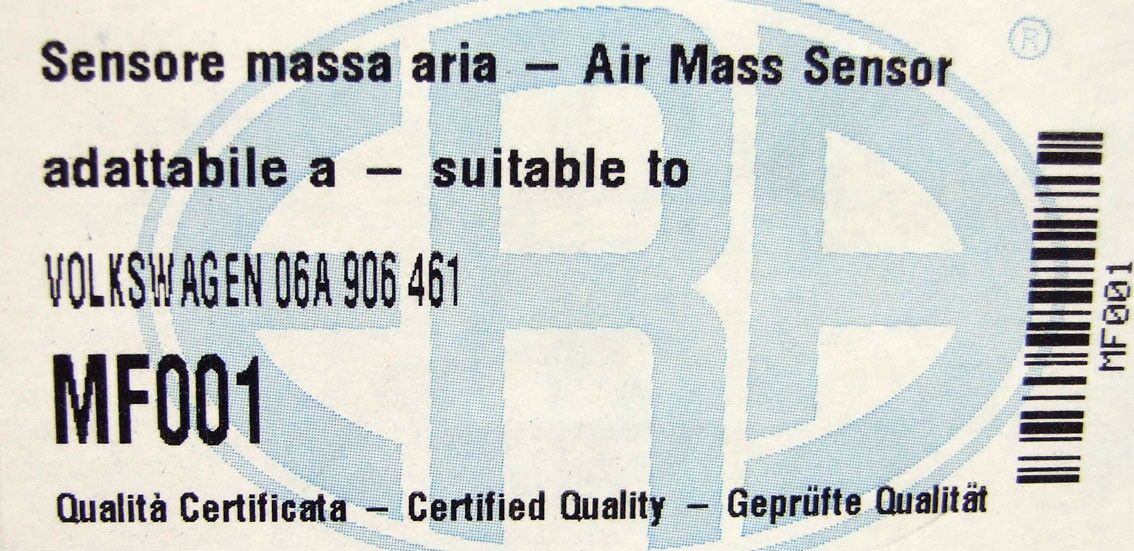 Sensore massa aria – Air Mass Sensor
adattabile a – suitable to
VOLKSWAGEN 06A 906 461
MF001
Qualità Certificata – Certified Quality – Geprüfte Qualität
MF001
ERA
®